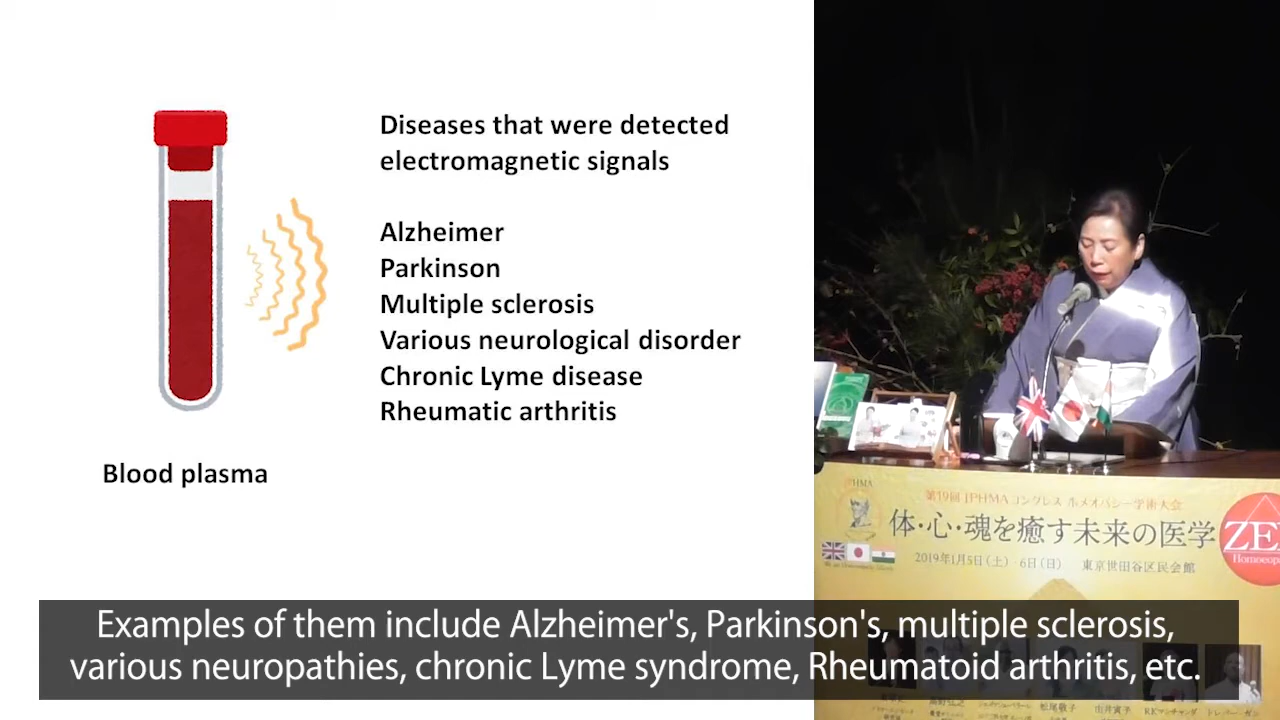 Diseases that were detected
electromagnetic signals
Alzheimer
Parkinson
Multiple sclerosis
Various neurological disorder
Chronic Lyme disease
Rheumatic arthritis
Blood plasma
第19回 JPHMA コングレス ホメオパシー学術大会
体・心・魂を癒す未来の医学
2019年1月5日(土)・6日(日) 東京世田谷区民会館
ZE
Homoeopa
Examples of them include Alzheimer's, Parkinson's, multiple sclerosis,
various neuropathies, chronic Lyme syndrome, Rheumatoid arthritis, etc.